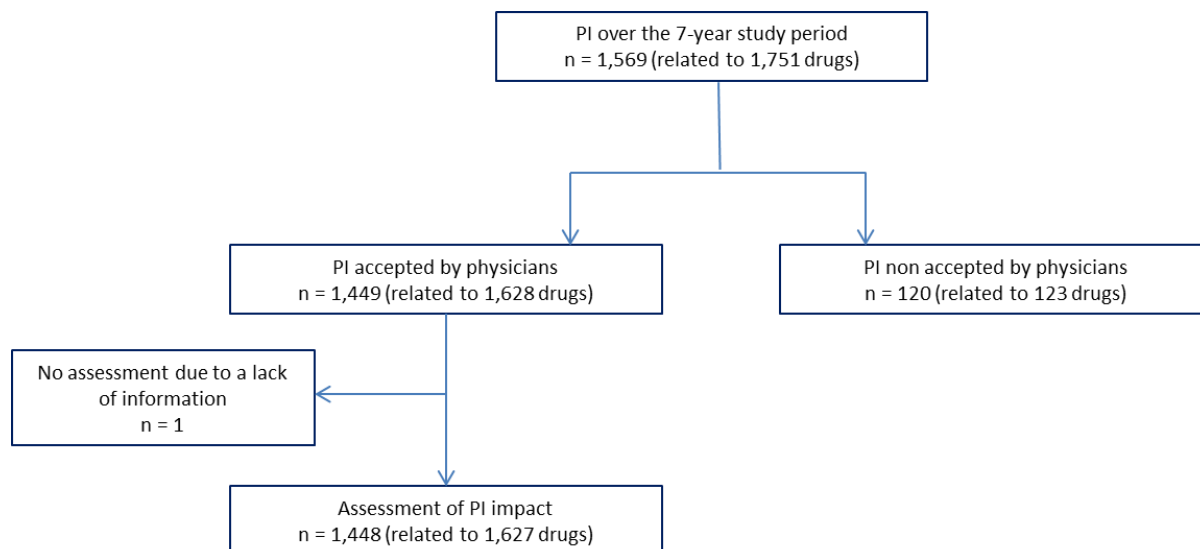 PI over the 7-year study period
n = 1,569 (related to 1,751 drugs)
PI accepted by physicians
n = 1,449 (related to 1,628 drugs)
PI non accepted by physicians
n = 120 (related to 123 drugs)
No assessment due to a lack
of information
n = 1
Assessment of PI impact
n = 1,448 (related to 1,627 drugs)